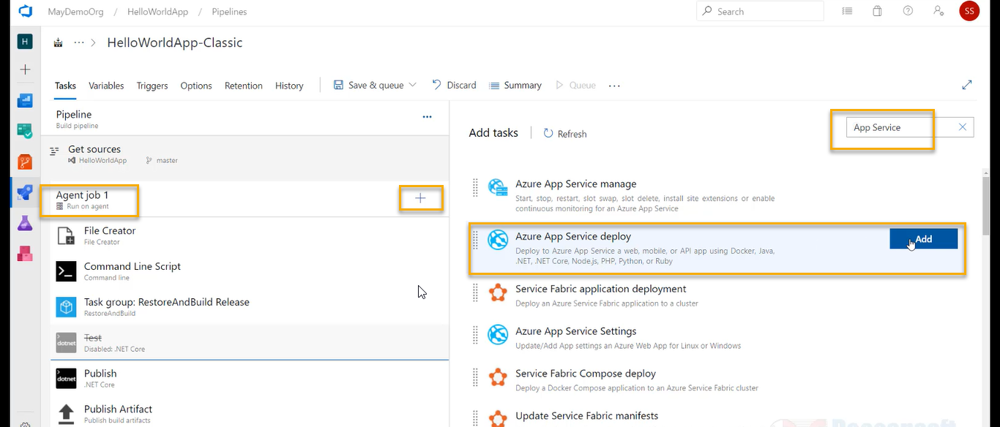 MayDemoOrg / HelloWorldApp / Pipelines
Search
SS
H
... > HelloWorldApp-Classic
Tasks Variables Triggers Options Retention History Save & queue Discard Summary Queue ...
Pipeline
Build pipeline
...
Get sources
HelloWorldApp master
Agent job 1
Run on agent
+
File Creator
File Creator
Command Line Script
Command line
Task group: RestoreAndBuild Release
RestoreAndBuild
dotnet
Test
Disabled: .NET Core
dotnet
Publish
.NET Core
Publish Artifact
Publish build artifacts
Add tasks
Refresh
App Service
Azure App Service manage
Start, stop, restart, slot swap, slot delete, install site extensions or enable
continuous monitoring for an Azure App Service
Azure App Service deploy
Deploy to Azure App Service a web, mobile, or API app using Docker, Java,
.NET, .NET Core, Node.js, PHP, Python, or Ruby
Add
Service Fabric application deployment
Deploy an Azure Service Fabric application to a cluster
Azure App Service Settings
Update/Add App settings an Azure Web App for Linux or Windows
Service Fabric Compose deploy
Deploy a Docker Compose application to an Azure Service Fabric cluster
Update Service Fabric manifests